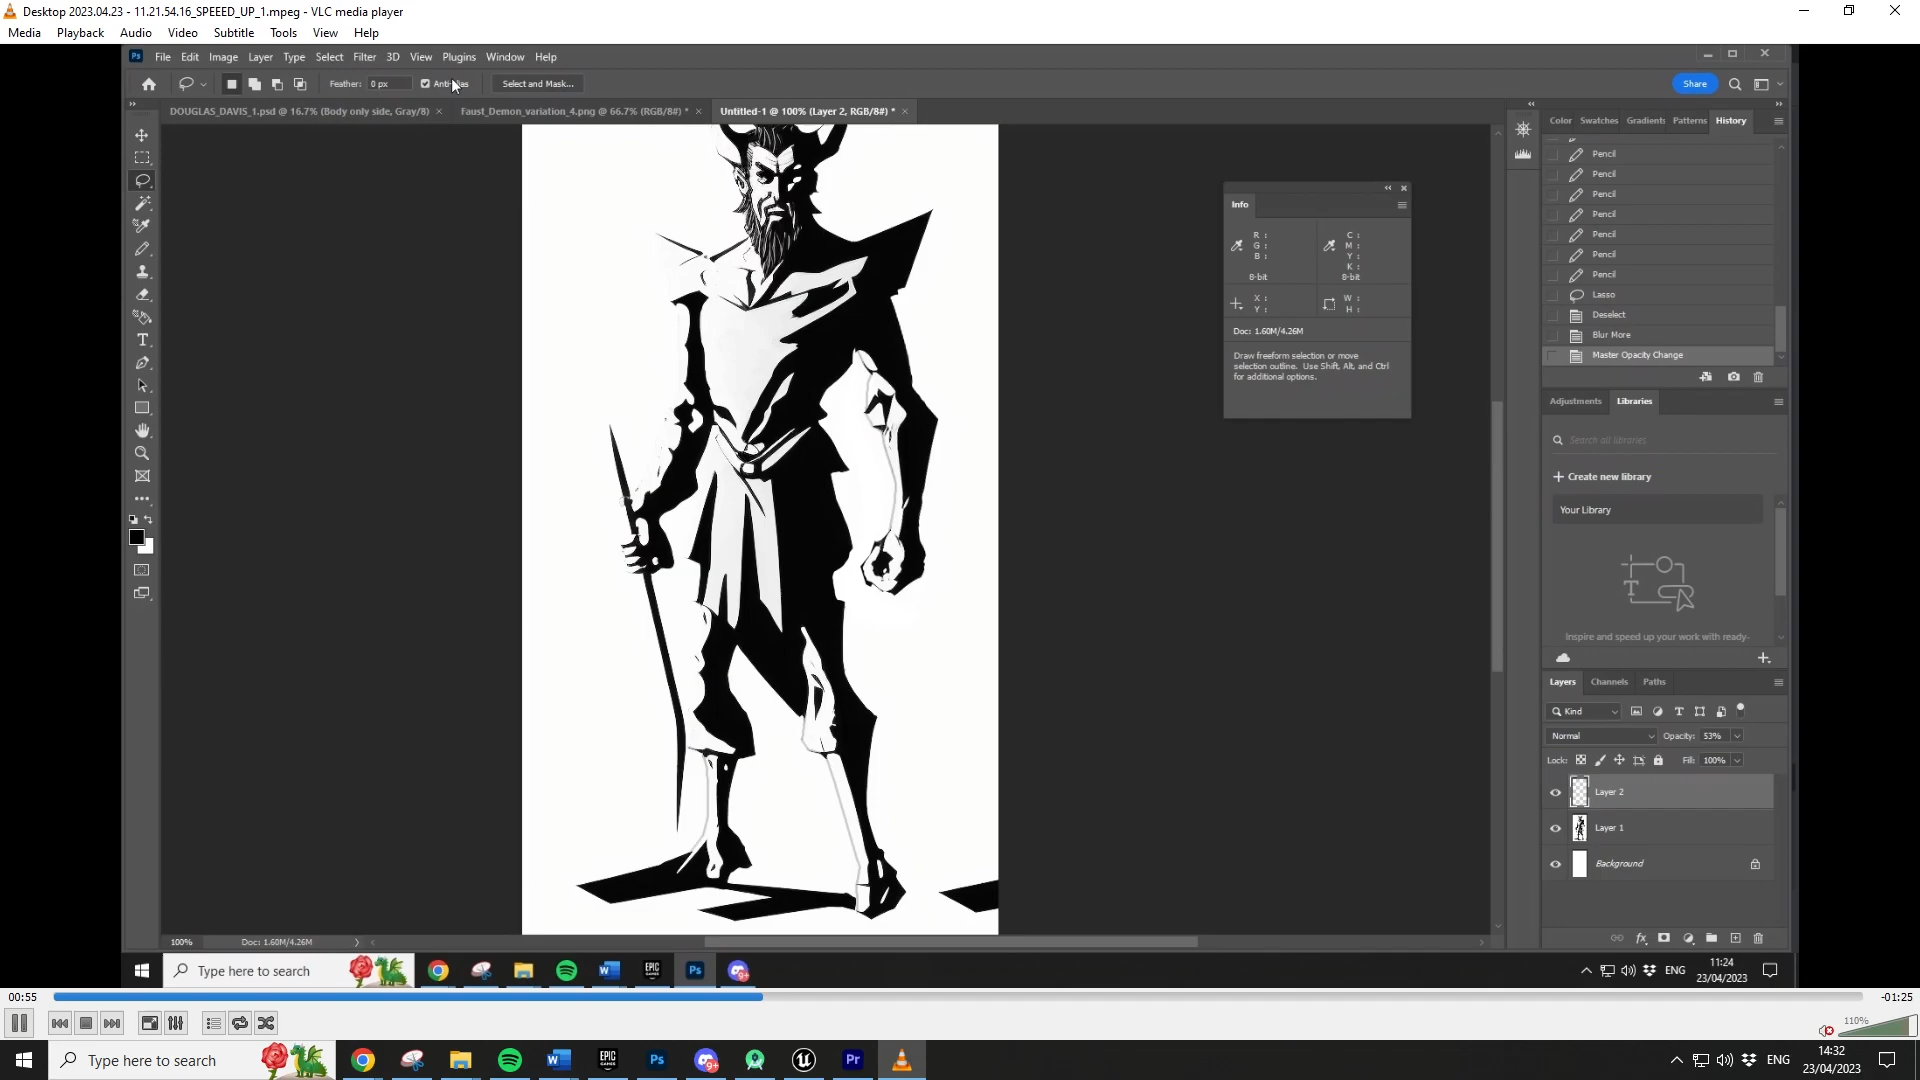 Desktop 2023.04.23 - 11.21.54.16_SPEEED_UP_1.mpeg - VLC media player
Media Playback Audio Video Subtitle Tools View Help
Ps File Edit Image Layer Type Select Filter 3D View Plugins Window Help
Feather: 0 px Select and Mask... Share
DOUGLAS_DAVIS_1.psd @ 16.7% (Body only side, Gray/8) × Faust_Demon_variation_4.png @ 66.7% (RGB/8#) * × Untitled-1 @ 100% (Layer 2, RGB/8#) * ×
Color Swatches Gradients Patterns History
Pencil
Pencil
Pencil
Pencil
Pencil
Pencil
Pencil
Lasso
Deselect
Blur More
Master Opacity Change
Info
R : C :
G : M :
B : Y :
K :
8-bit 8-bit
X : W :
Y : H :
Doc: 1.60M/4.26M
Draw freeform selection or move
selection outline. Use Shift, Alt, and Ctrl
for additional options.
Adjustments Libraries
Search all libraries
+ Create new library
Your Library
Inspire and speed up your work with ready-
Layers Channels Paths
Kind
Normal Opacity: 53%
Lock: Fill: 100%
Layer 2
Layer 1
Background
100% Doc: 1.60M/4.26M
Type here to search ENG 11:24
23/04/2023
00:55 -01:25
110%
Type here to search ENG 14:32
23/04/2023